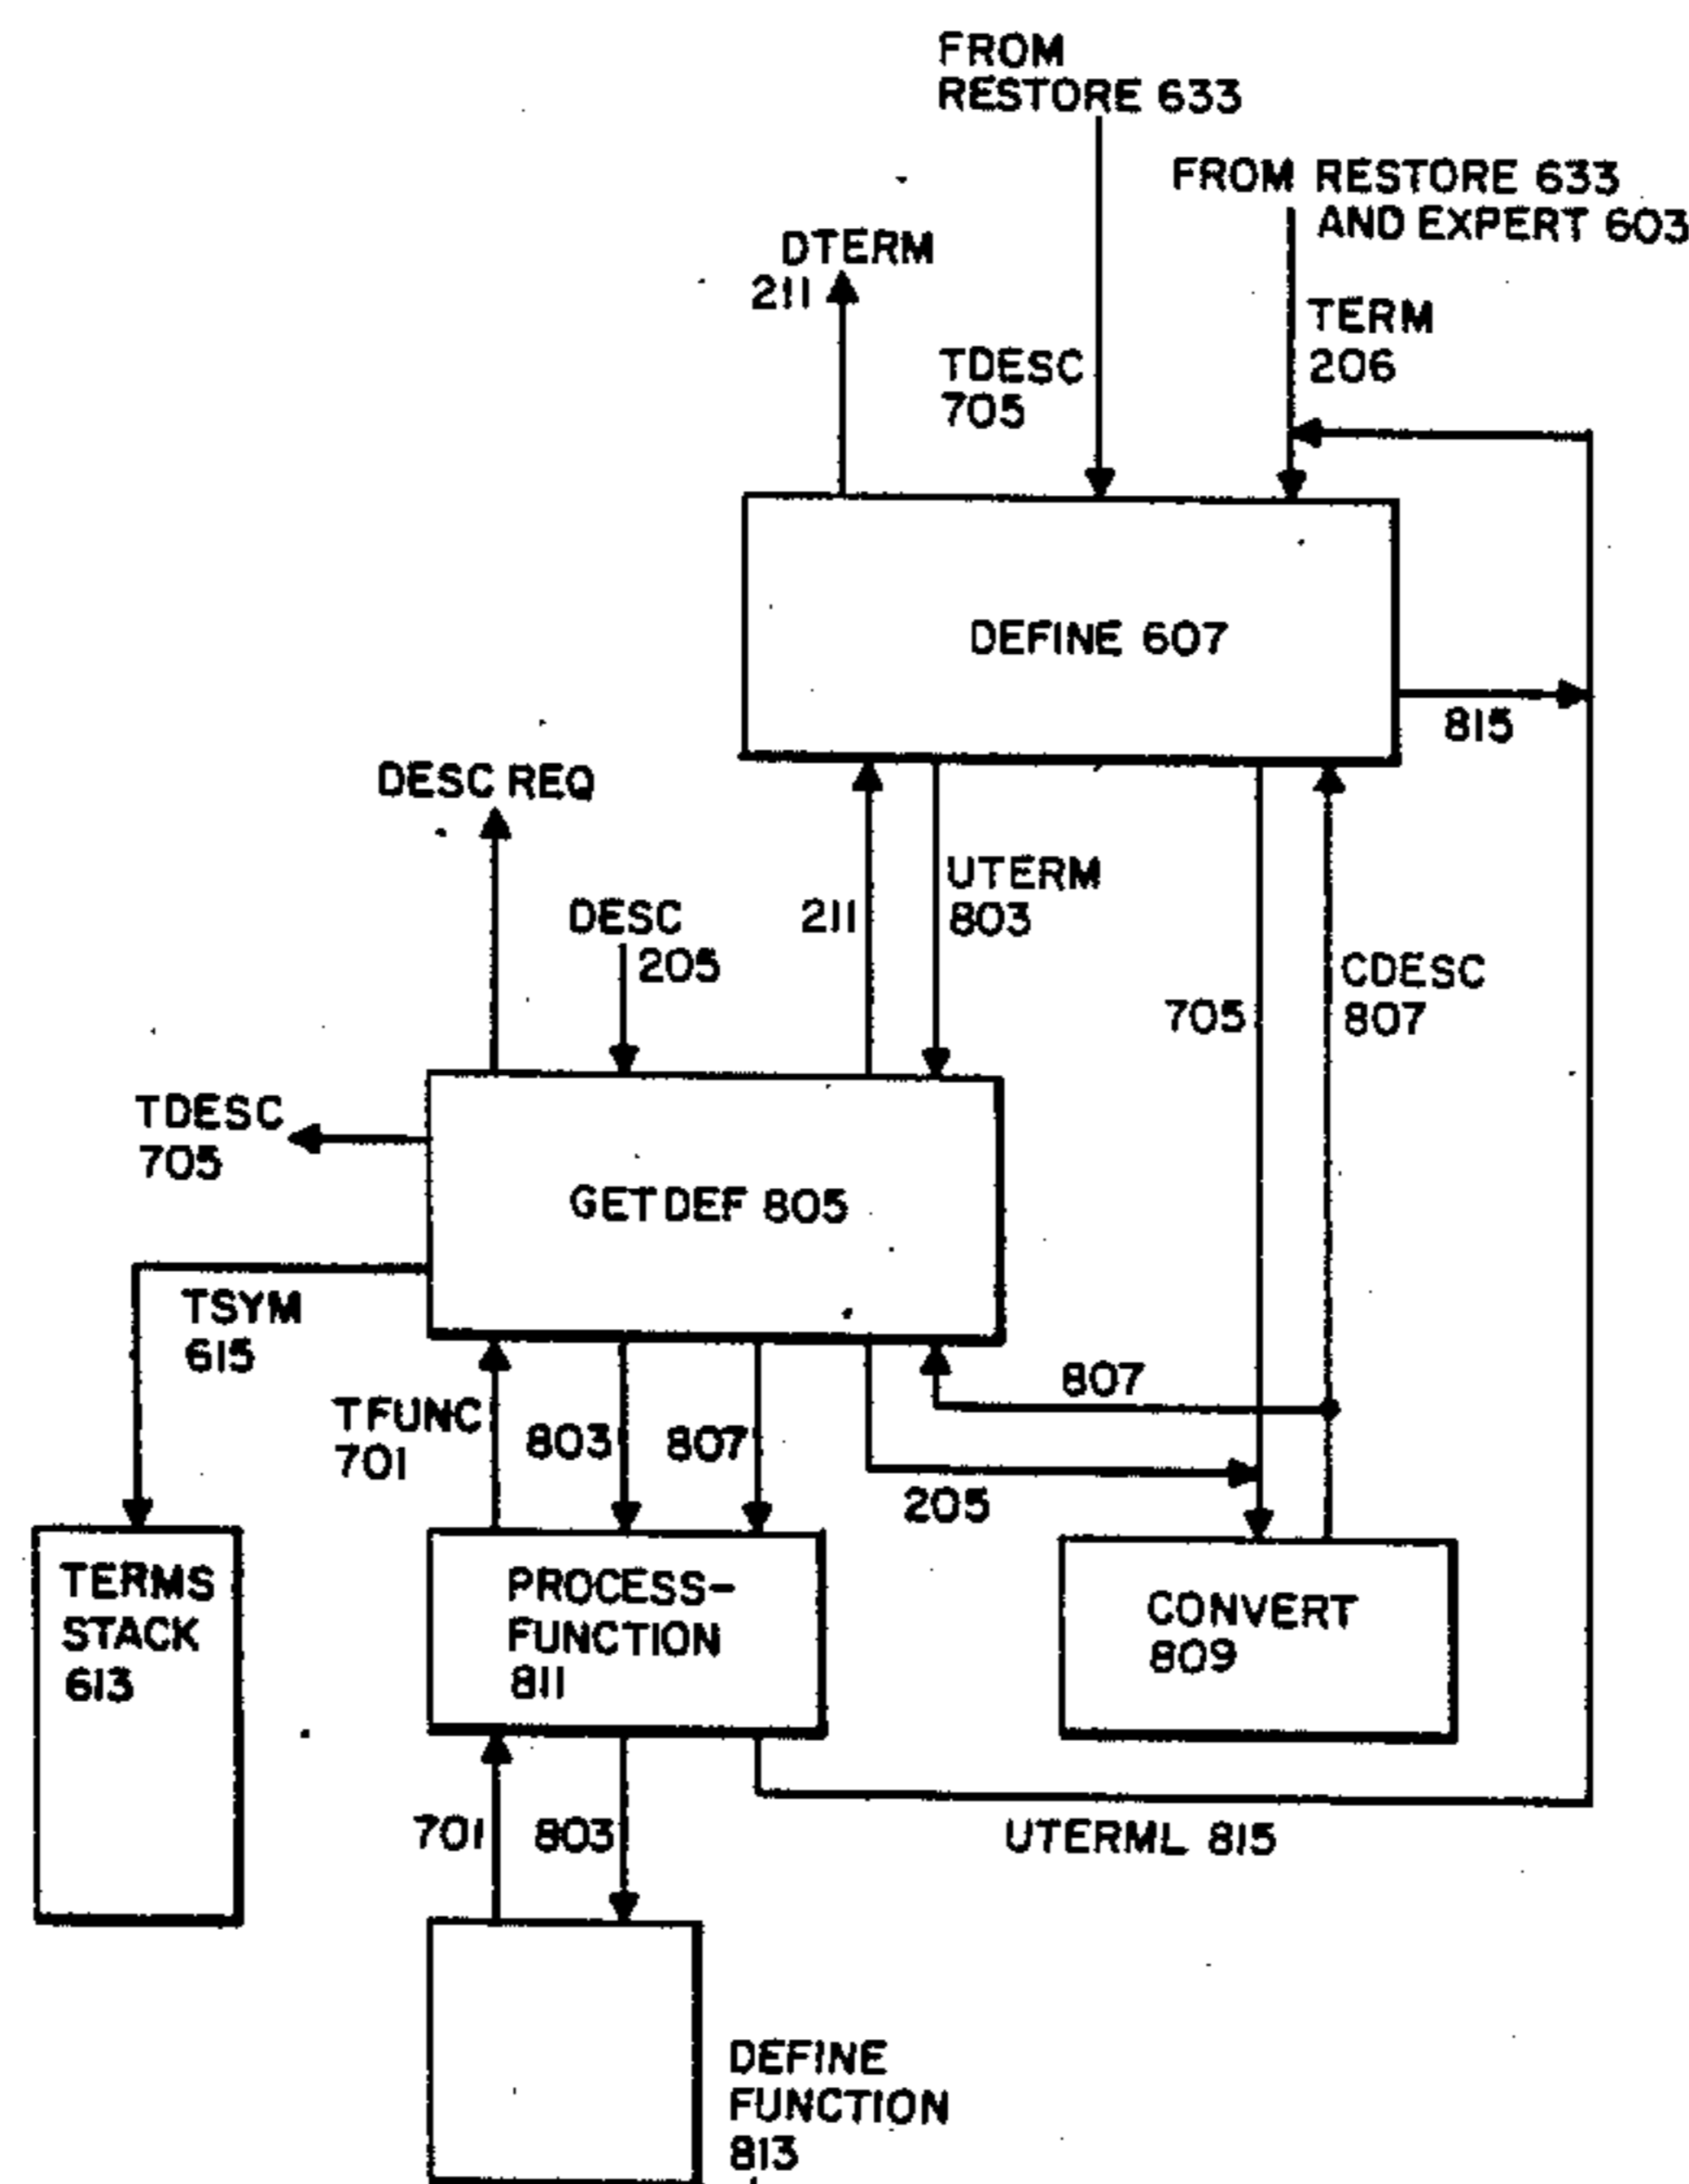 FROM
RESTORE 633
FROM RESTORE 633
AND EXPERT 603
DTERM
211
TERM
206
TDESC
705
DEFINE 607
815
DESC REQ
UTERM
803
211
DESC
205
CDESC
807
705
TDESC
705
GETDEF 805
TSYM
615
807
TFUNC
701
803
807
205
TERMS
STACK
613
PROCESS-
FUNCTION
811
CONVERT
809
701
803
UTERML 815
DEFINE
FUNCTION
813